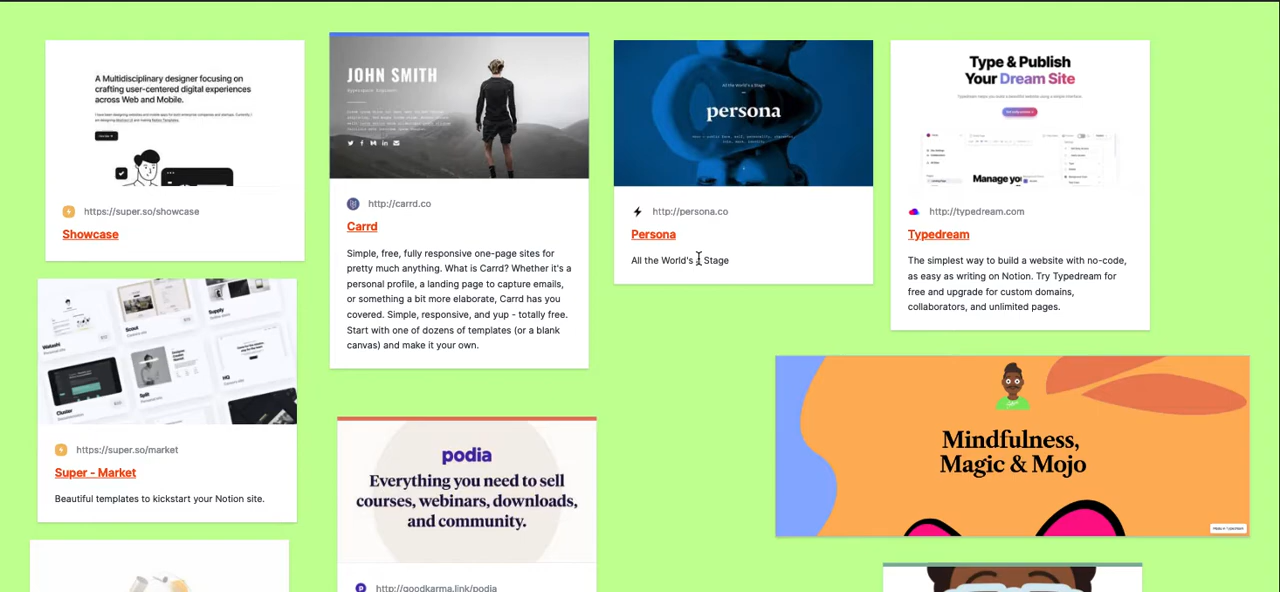 A Multidisciplinary designer focusing on
crafting user-centered digital experiences
across Web and Mobile.
https://super.so/showcase
Showcase
JOHN SMITH
http://carrd.co
Carrd
Simple, free, fully responsive one-page sites for
pretty much anything. What is Carrd? Whether it's a
personal profile, a landing page to capture emails,
or something a bit more elaborate, Carrd has you
covered. Simple, responsive, and yup - totally free.
Start with one of dozens of templates (or a blank
canvas) and make it your own.
All the World's a Stage
persona
http://persona.co
Persona
All the World's a Stage
Type & Publish
Your Dream Site
Manage you
http://typedream.com
Typedream
The simplest way to build a website with no-code,
as easy as writing on Notion. Try Typedream for
free and upgrade for custom domains,
collaborators, and unlimited pages.
Scout
Supply
Split
HQ
Cluster
https://super.so/market
Super - Market
Beautiful templates to kickstart your Notion site.
podia
Everything you need to sell
courses, webinars, downloads,
and community.
http://goodkarma.link/podia
Mindfulness,
Magic & Mojo